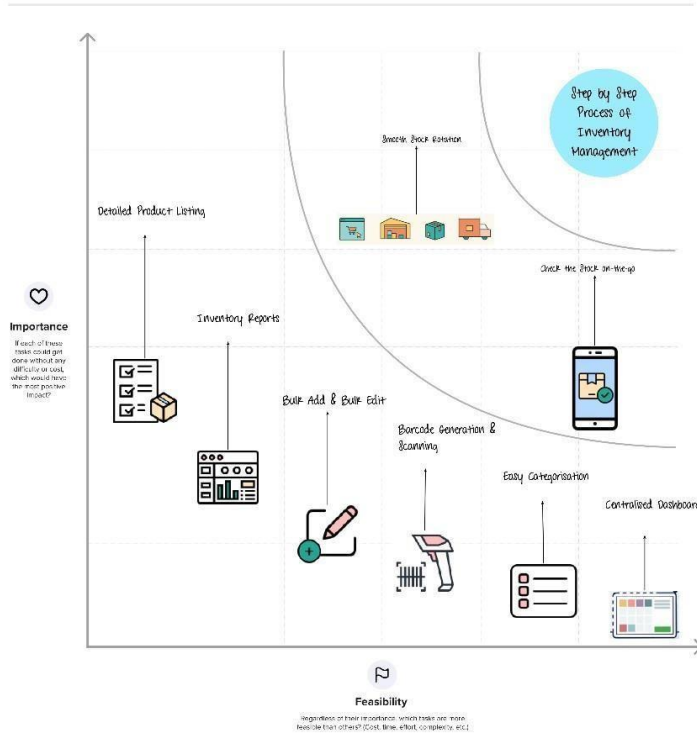 Step by Step
Process of
Inventory
Management
Smooth Stock Rotation
Detailed Product Listing
Check the Stock on-the-go
Inventory Reports
Importance
If each of these
tasks could get
done without any
difficulty or cost,
which would have
the most positive
impact?
Bulk Add & Bulk Edit
Barcode Generation &
Scanning
Easy Categorisation
Centralised Dashboar
Feasibility
Regardless of their importance, which tasks are more
feasible than others? (Cost, time, effort, complexity, etc.)